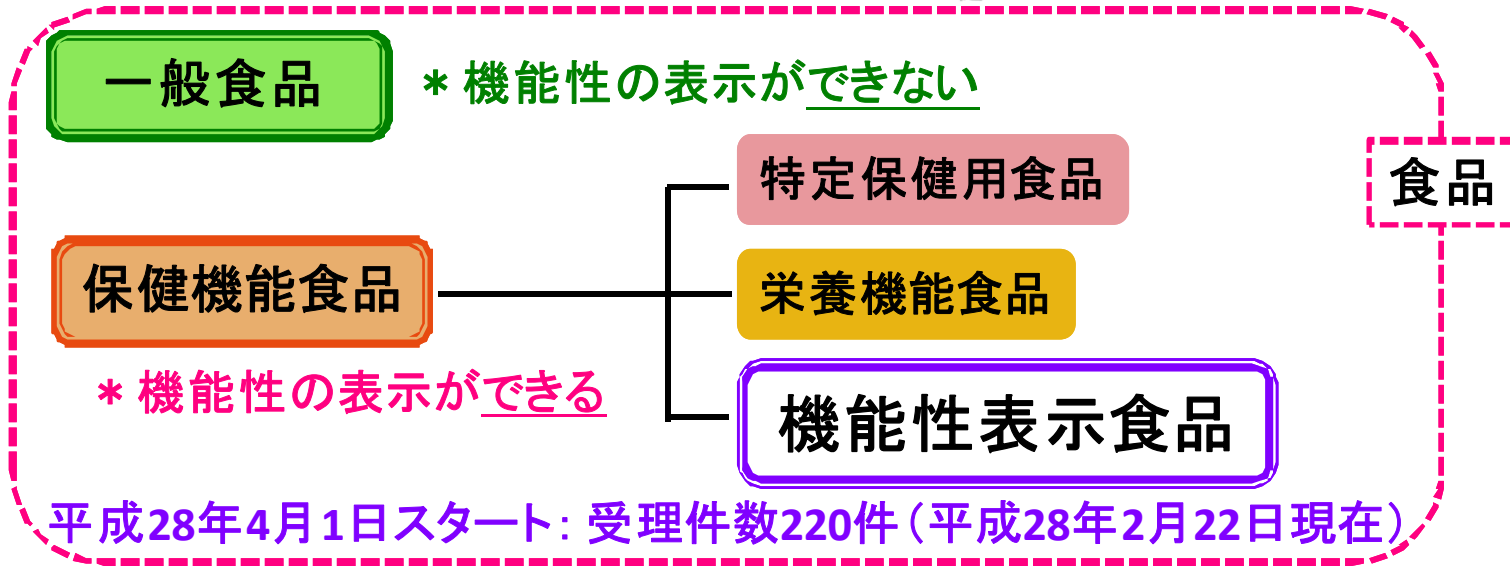 一般食品
＊機能性の表示ができない
特定保健用食品
食品
保健機能食品
栄養機能食品
＊機能性の表示ができる
機能性表示食品
平成28年4月1日スタート：受理件数220件（平成28年2月22日現在）